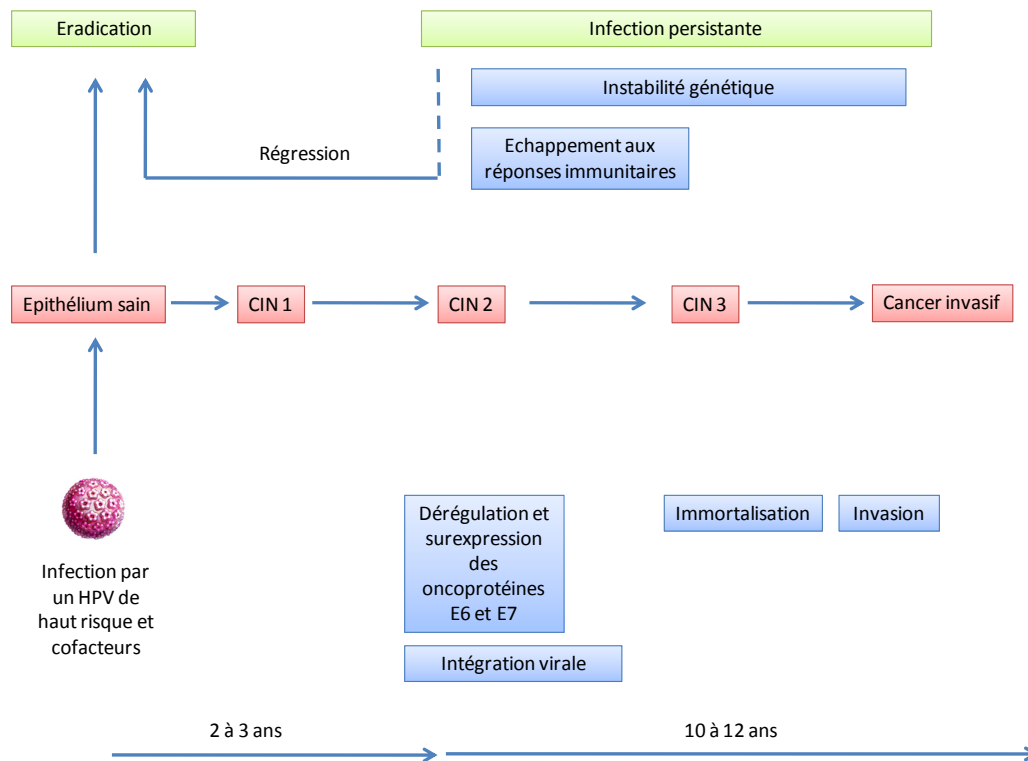 Eradication
Infection persistante
Instabilité génétique
Echappement aux
réponses immunitaires
Régression
Epithélium sain
CIN 1
CIN 2
CIN 3
Cancer invasif
Infection par
un HPV de
haut risque et
cofacteurs
Dérégulation et
surexpression
des
oncoprotéines
E6 et E7
Intégration virale
Immortalisation
Invasion
2 à 3 ans
10 à 12 ans